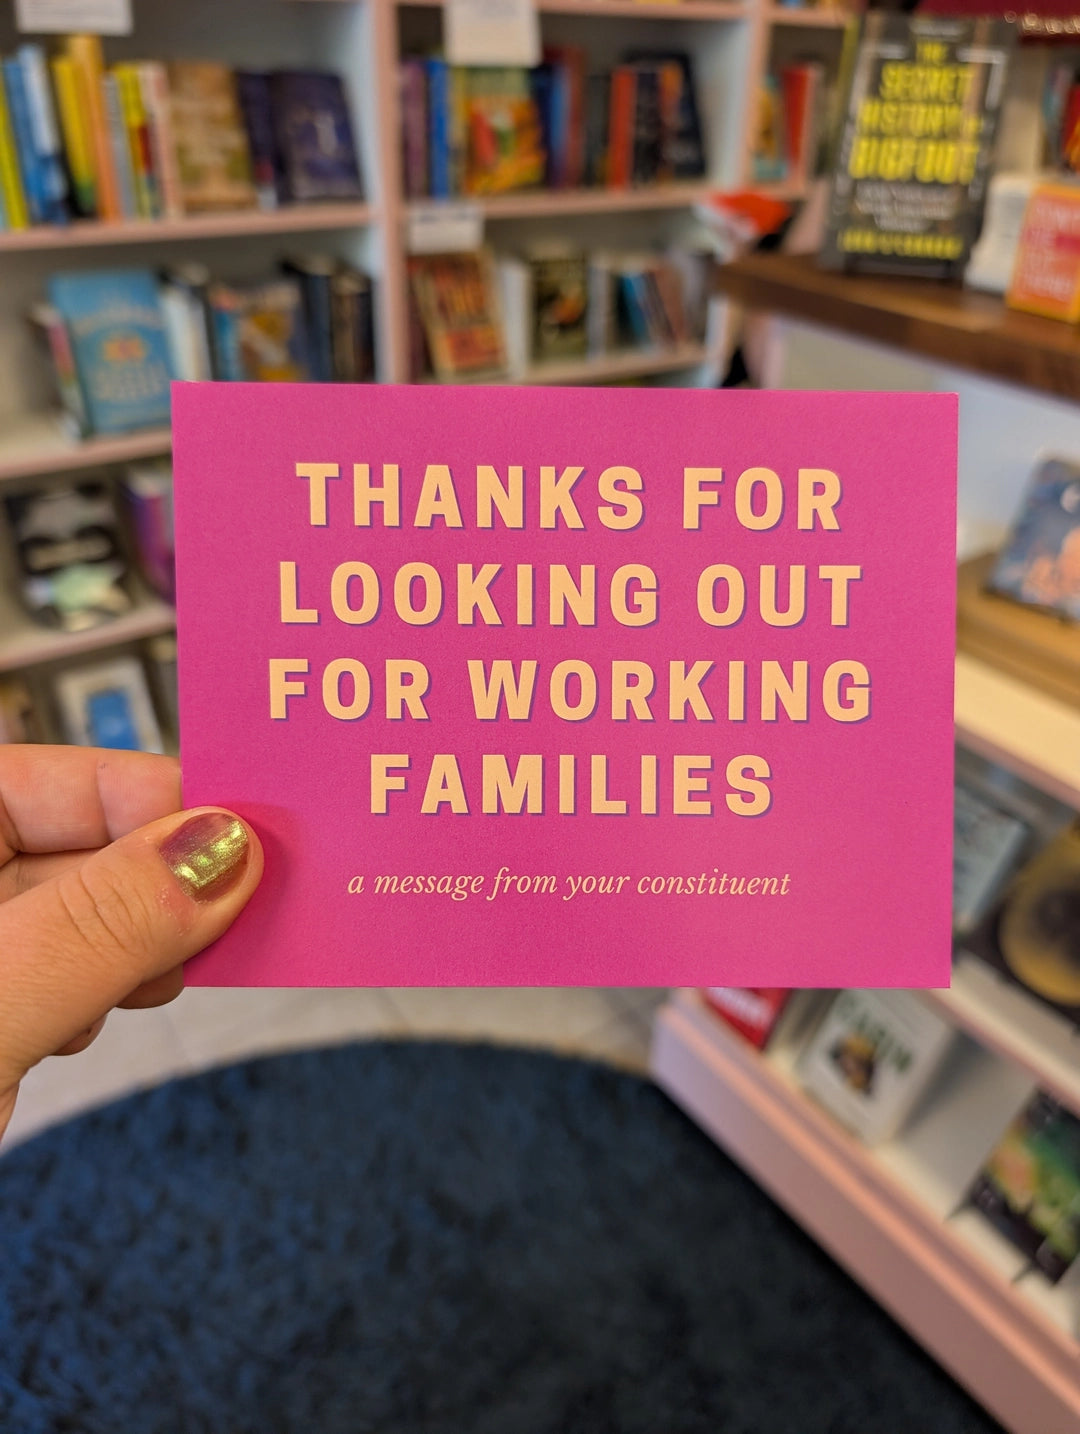 THE
SECRET
HISTORY of
BIGFOOT
THANKS FOR
LOOKING OUT
FOR WORKING
FAMILIES
a message from your constituent